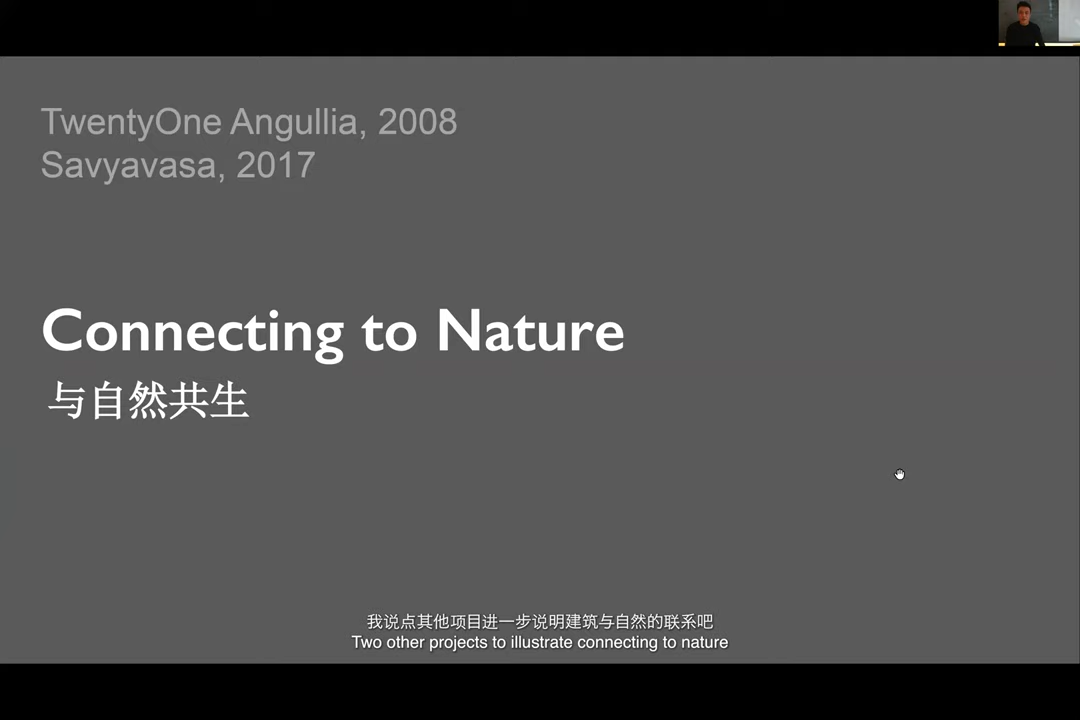 TwentyOne Angullia, 2008
Savyavasa, 2017
Connecting to Nature
与自然共生
我说点其他项目进一步说明建筑与自然的联系吧
Two other projects to illustrate connecting to nature